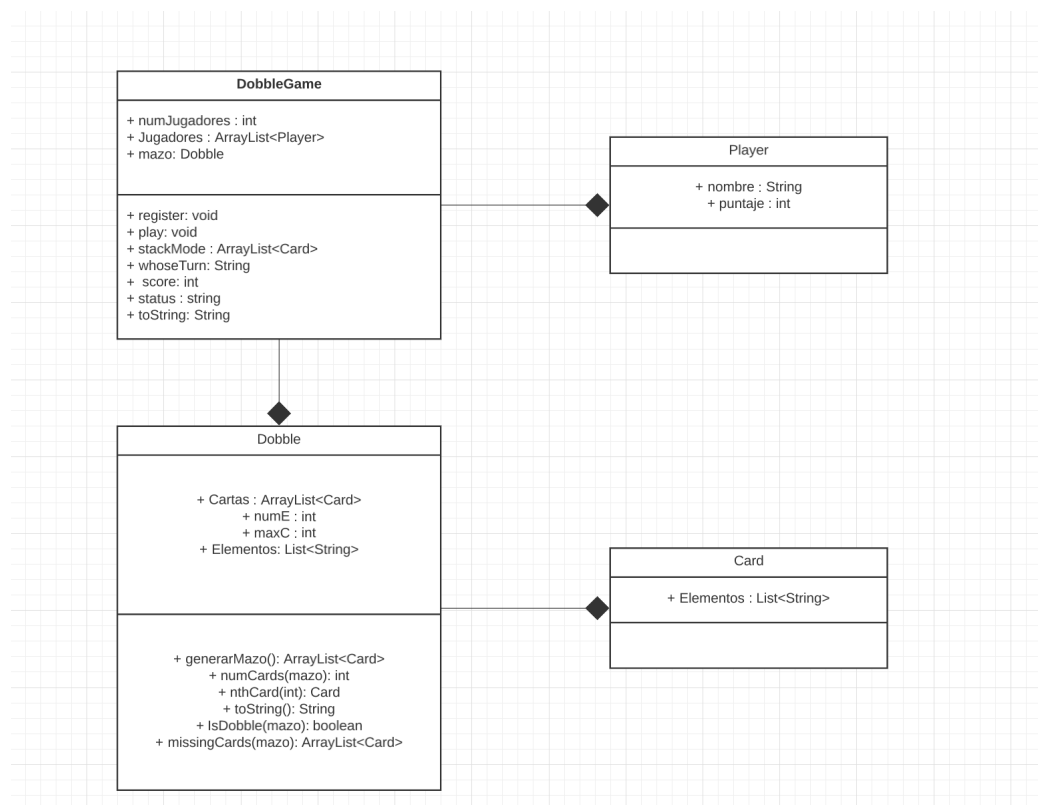 DobbleGame
+ numJugadores : int
+ Jugadores : ArrayList<Player>
+ mazo: Dobble
+ register: void
+ play: void
+ stackMode : ArrayList<Card>
+ whoseTurn: String
+ score: int
+ status : string
+ toString: String
Player
+ nombre : String
+ puntaje : int
Dobble
+ Cartas : ArrayList<Card>
+ numE : int
+ maxC : int
+ Elementos: List<String>
+ generarMazo(): ArrayList<Card>
+ numCards(mazo): int
+ nthCard(int): Card
+ toString(): String
+ IsDobble(mazo): boolean
+ missingCards(mazo): ArrayList<Card>
Card
+ Elementos : List<String>